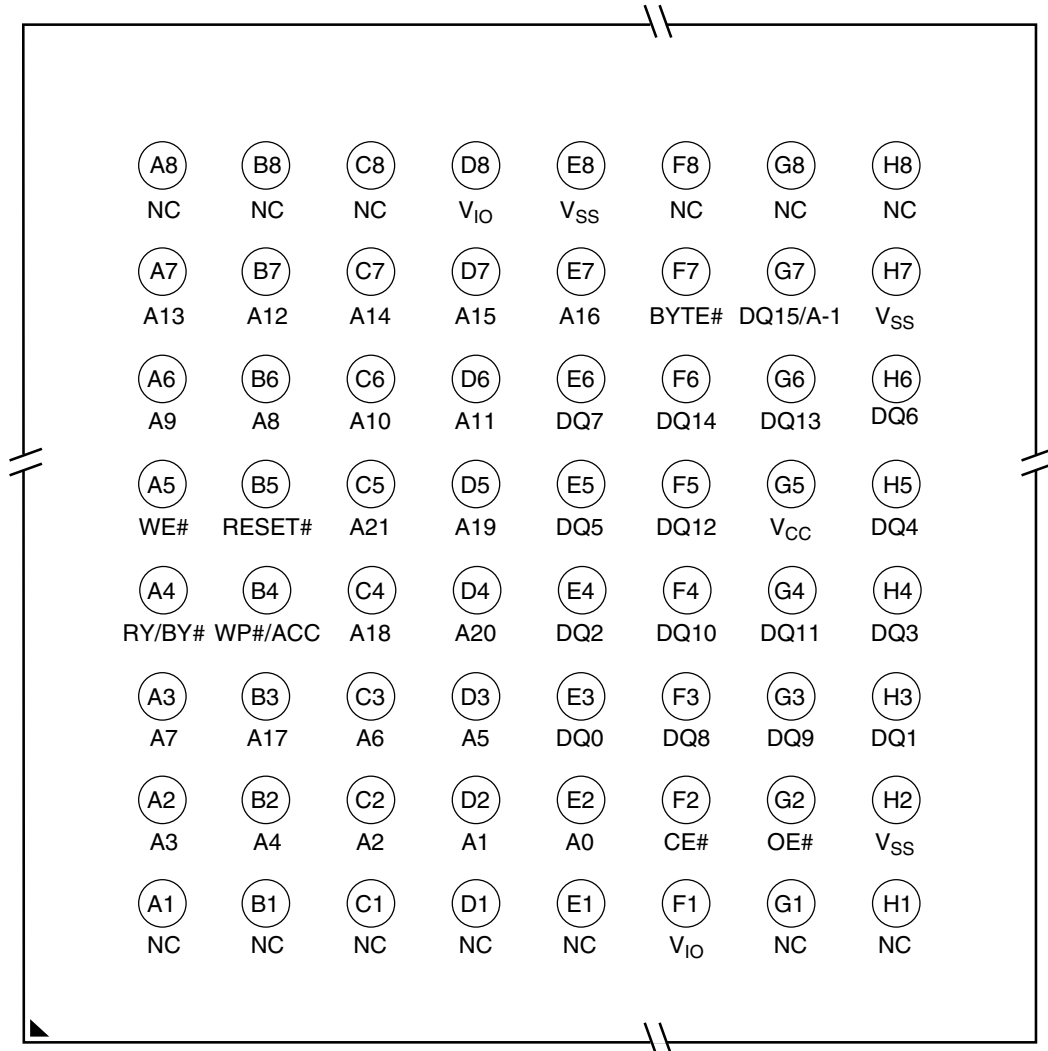 A8 B8 C8 D8 E8 F8 G8 H8
NC NC NC VIO VSS NC NC NC
A7 B7 C7 D7 E7 F7 G7 H7
A13 A12 A14 A15 A16 BYTE# DQ15/A-1 VSS
A6 B6 C6 D6 E6 F6 G6 H6
A9 A8 A10 A11 DQ7 DQ14 DQ13 DQ6
A5 B5 C5 D5 E5 F5 G5 H5
WE# RESET# A21 A19 DQ5 DQ12 VCC DQ4
A4 B4 C4 D4 E4 F4 G4 H4
RY/BY# WP#/ACC A18 A20 DQ2 DQ10 DQ11 DQ3
A3 B3 C3 D3 E3 F3 G3 H3
A7 A17 A6 A5 DQ0 DQ8 DQ9 DQ1
A2 B2 C2 D2 E2 F2 G2 H2
A3 A4 A2 A1 A0 CE# OE# VSS
A1 B1 C1 D1 E1 F1 G1 H1
NC NC NC NC NC VIO NC NC